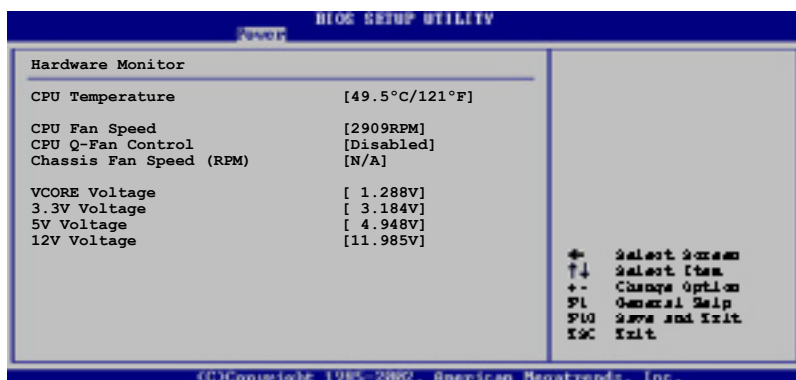 BIOS SETUP UTILITY
Power
Hardware Monitor
CPU Temperature [49.5°C/121°F]
CPU Fan Speed [2909RPM]
CPU Q-Fan Control [Disabled]
Chassis Fan Speed (RPM) [N/A]
VCORE Voltage [ 1.288V]
3.3V Voltage [ 3.184V]
5V Voltage [ 4.948V]
12V Voltage [11.985V]
← Select Screen
↑↓ Select Item
+- Change Option
F1 General Help
F10 Save and Exit
ESC Exit
(C)Copyright 1985-2002, American Megatrends, Inc.